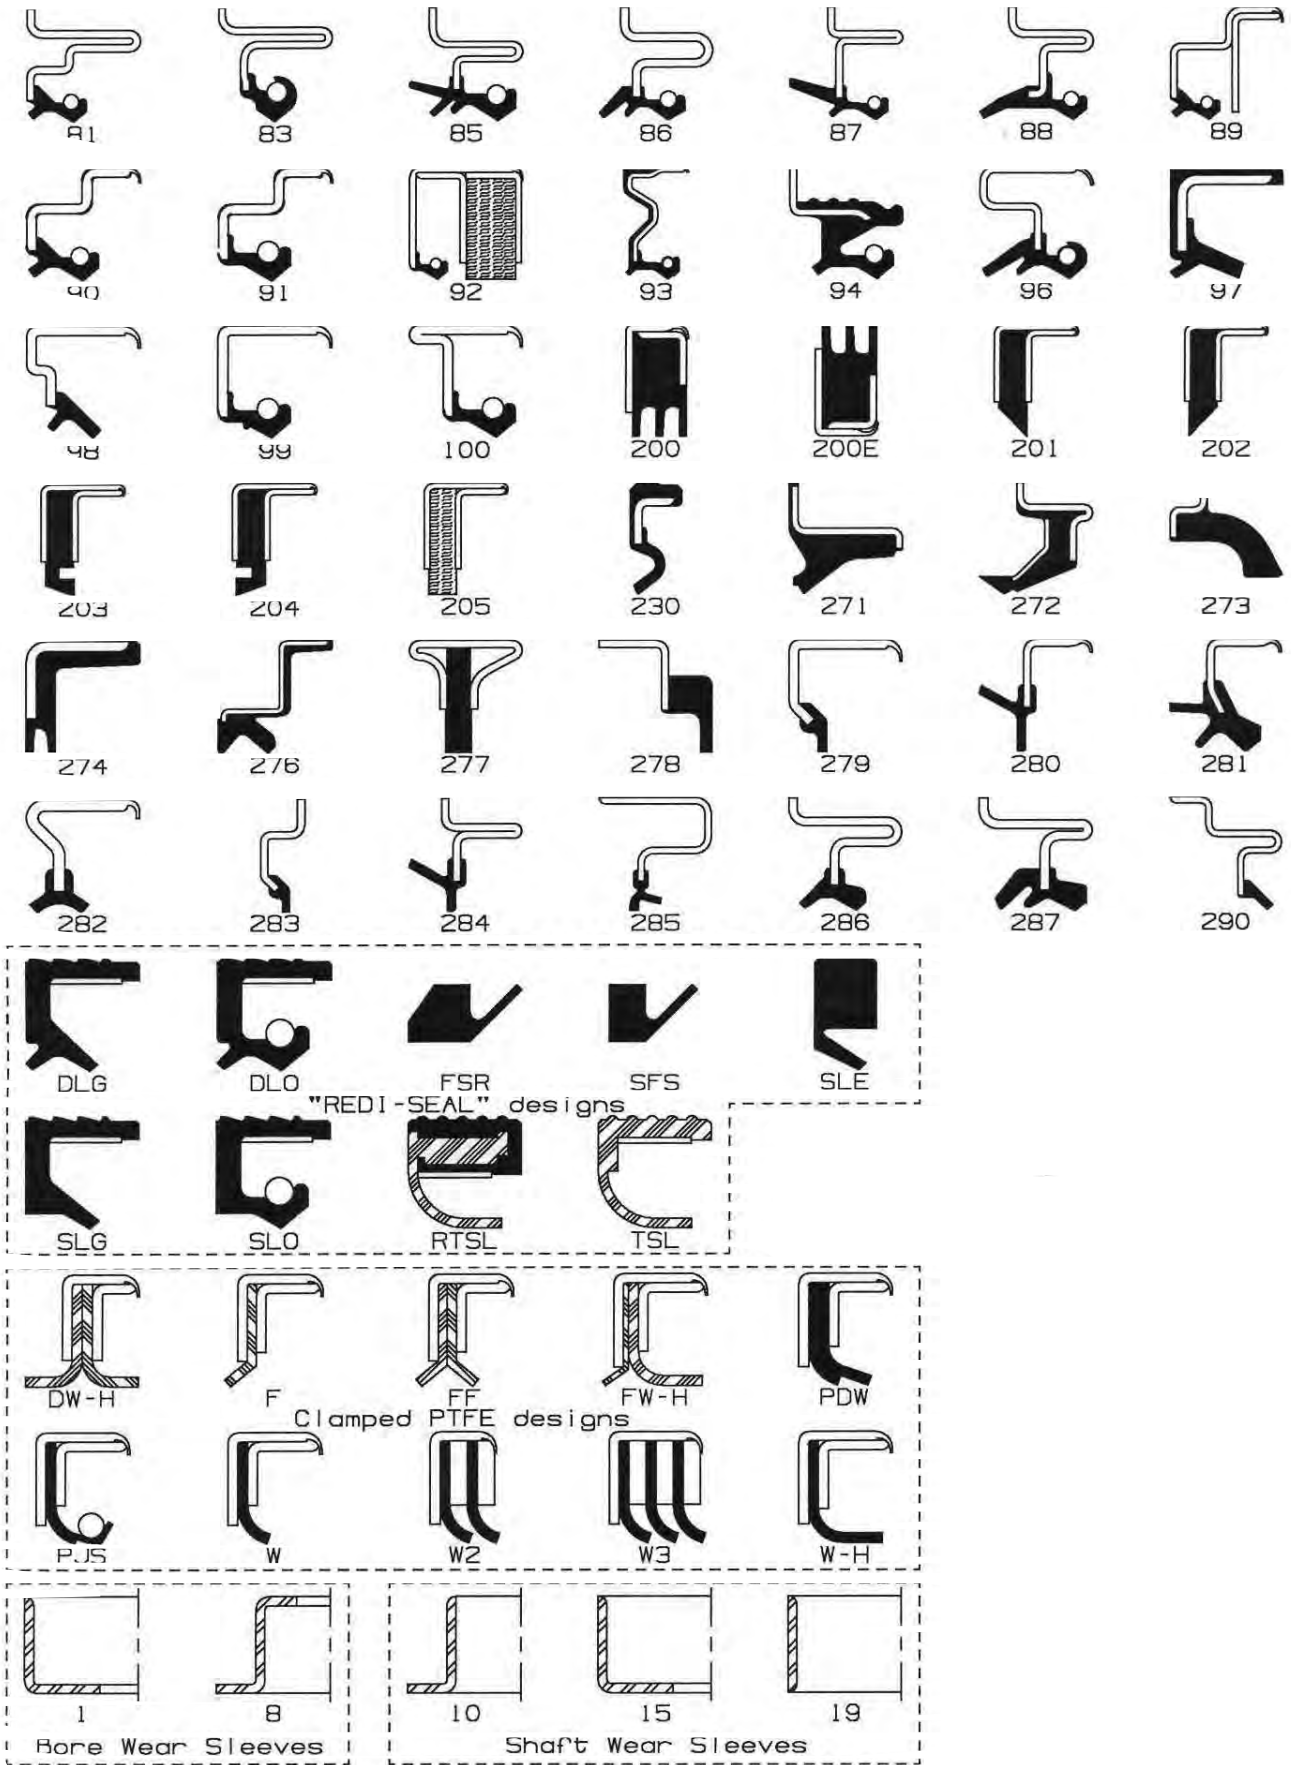 81 83 85 86 87 88 89
90 91 92 93 94 96 97
98 99 100 200 200E 201 202
203 204 205 230 271 272 273
274 276 277 278 279 280 281
282 283 284 285 286 287 290
DLG DLO FSR SFS SLE
"REDI-SEAL" designs
SLG SLO RTSL TSL
DW-H F FF FW-H PDW
Clamped PTFE designs
PJS W W2 W3 W-H
1 8 10 15 19
Bore Wear Sleeves Shaft Wear Sleeves